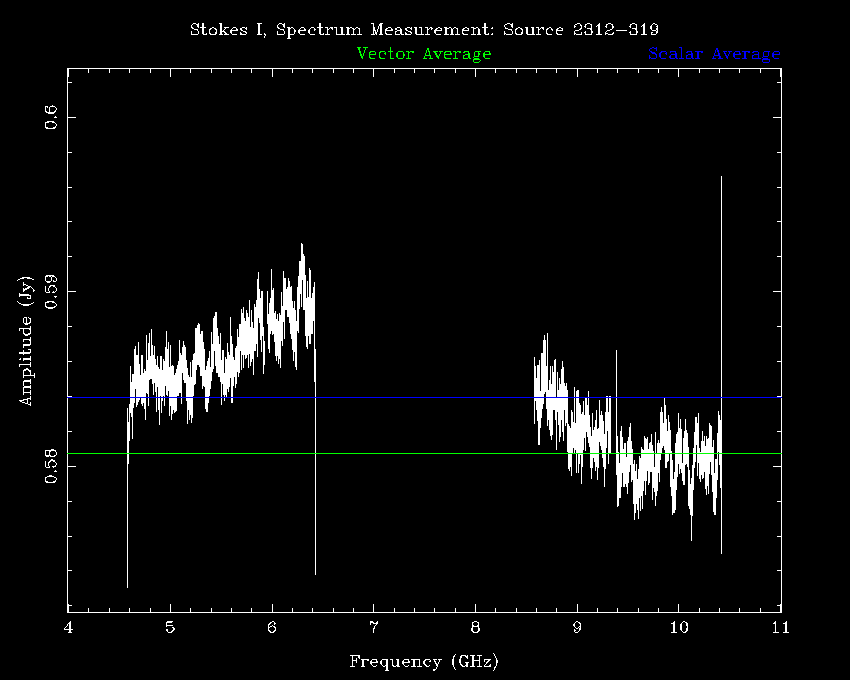 Stokes I, Spectrum Measurement: Source 2312−319
Vector Average Scalar Average
0.6
0.59
0.58
Amplitude (Jy)
4 5 6 7 8 9 10 11
Frequency (GHz)